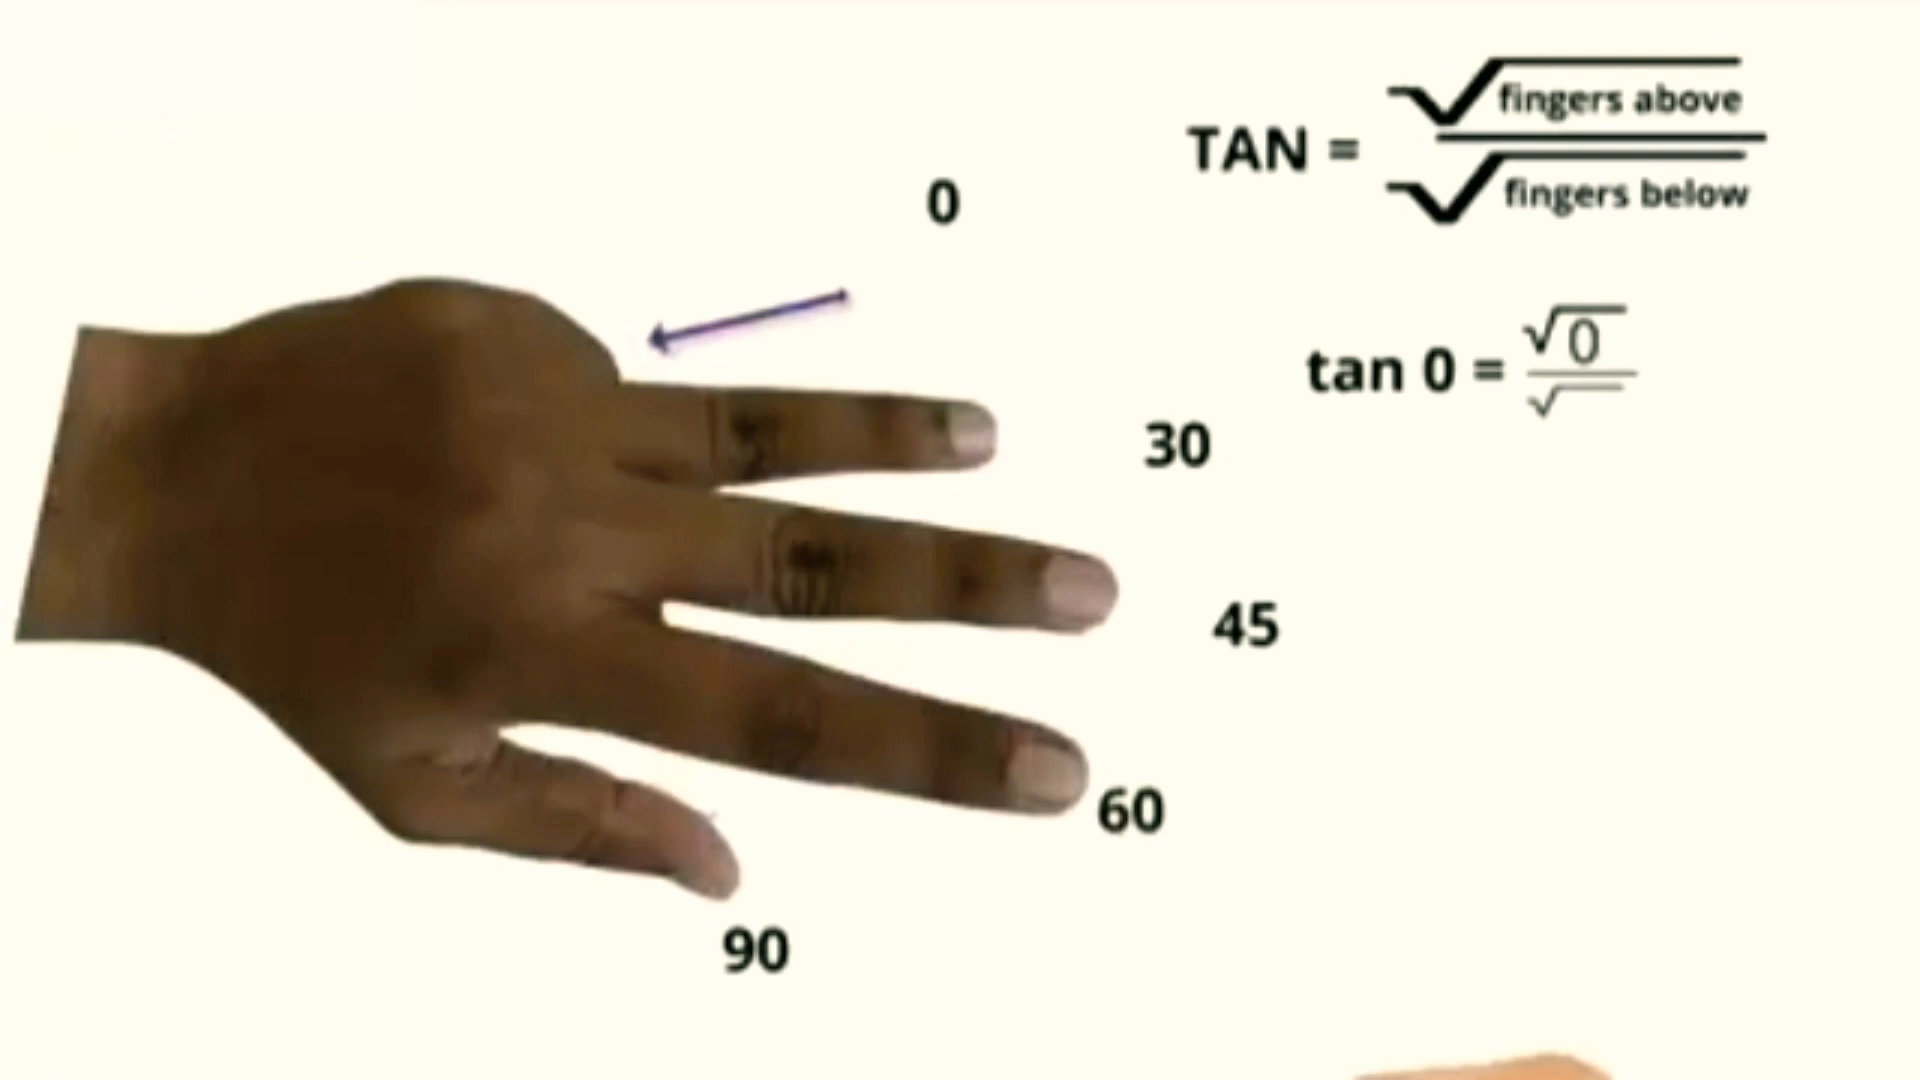 TAN = √fingers above / √fingers below
0
tan 0 = √0 / √
30
45
60
90